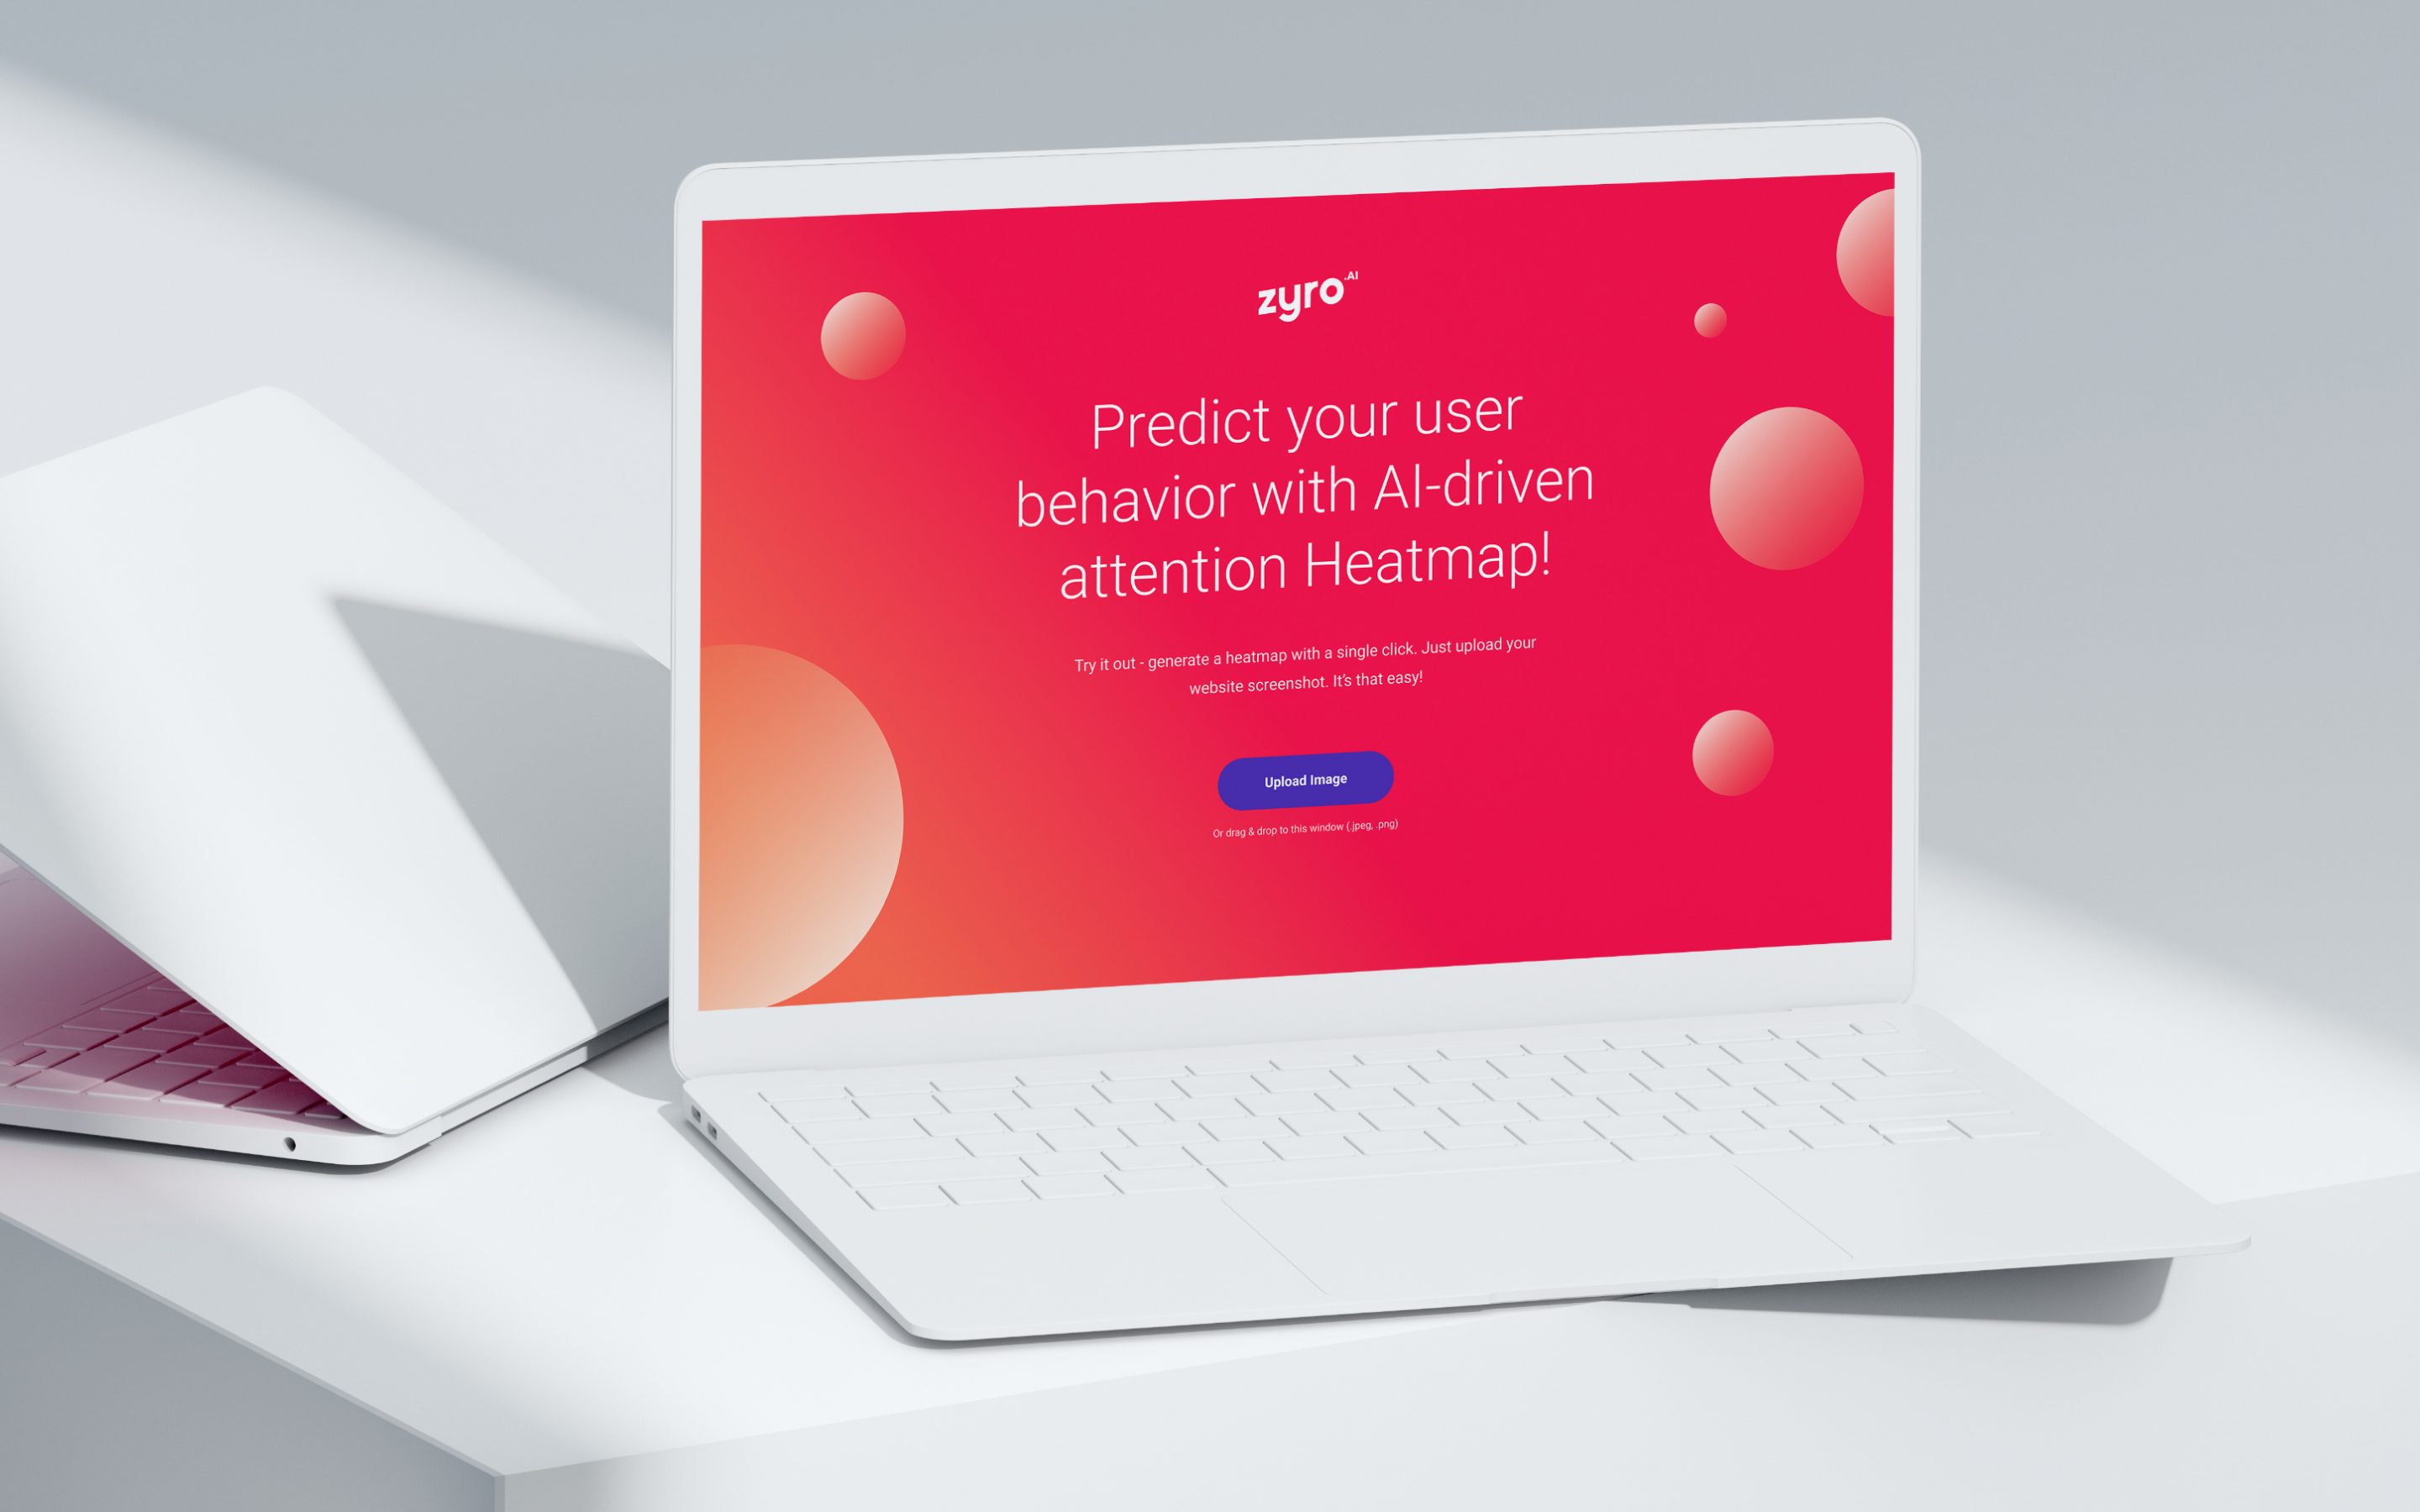 zyro.AI
Predict your user
behavior with AI-driven
attention Heatmap!
Try it out - generate a heatmap with a single click. Just upload your
website screenshot. It's that easy!
Upload Image
Or drag & drop to this window (.jpeg, .png)